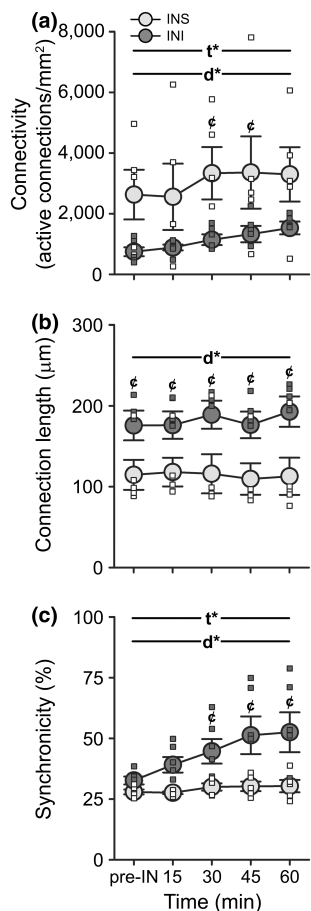 (a)
INS
INI
t*
d*
¢ ¢
Connectivity
(active connections/mm²)
8,000
6,000
4,000
2,000
0
(b)
d*
¢ ¢ ¢ ¢ ¢
Connection length (µm)
300
200
100
0
(c)
t*
d*
¢ ¢ ¢
Synchronicity (%)
100
75
50
25
0
pre-IN 15 30 45 60
Time (min)